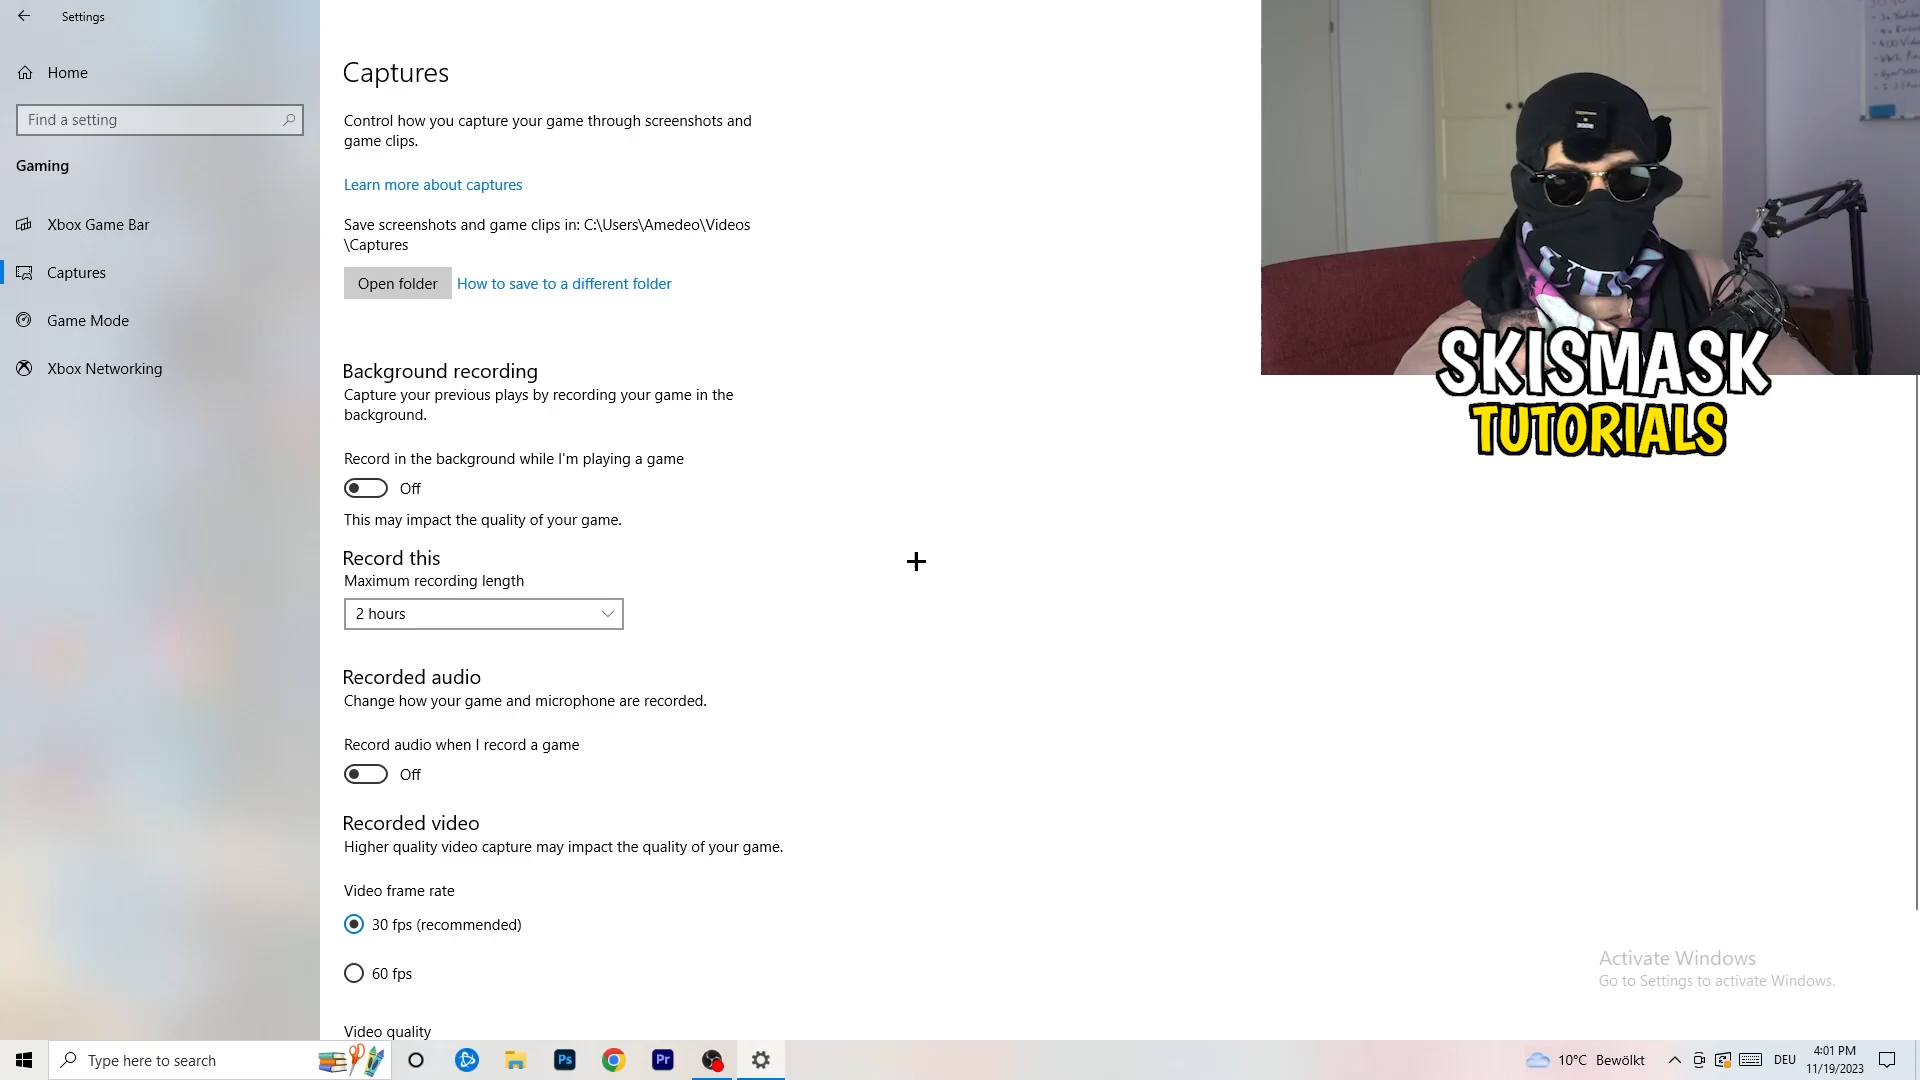 Settings
Home
Find a setting
Gaming
Xbox Game Bar
Captures
Game Mode
Xbox Networking
Captures
Control how you capture your game through screenshots and
game clips.
Learn more about captures
Save screenshots and game clips in: C:\Users\Amedeo\Videos
\Captures
Open folder
How to save to a different folder
Background recording
Capture your previous plays by recording your game in the
background.
Record in the background while I'm playing a game
Off
This may impact the quality of your game.
Record this
Maximum recording length
2 hours
Recorded audio
Change how your game and microphone are recorded.
Record audio when I record a game
Off
Recorded video
Higher quality video capture may impact the quality of your game.
Video frame rate
30 fps (recommended)
60 fps
Video quality
SKISMASK
TUTORIALS
Activate Windows
Go to Settings to activate Windows.
Type here to search
Ps
Pr
10°C Bewölkt
DEU
4:01 PM
11/19/2023